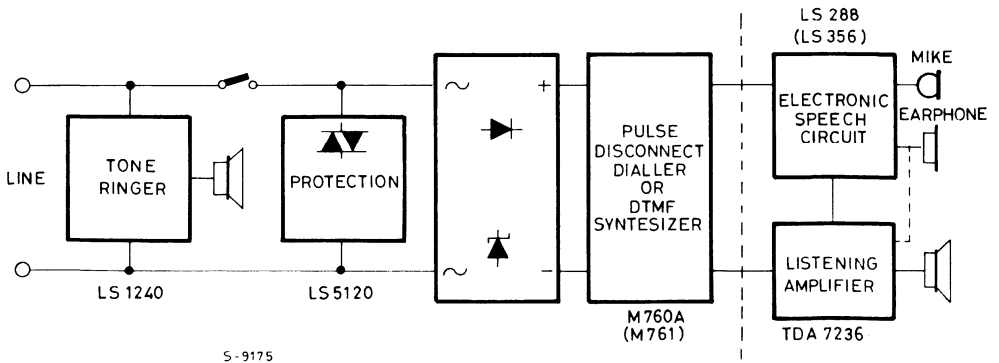 LINE
TONE
RINGER
LS 1240
PROTECTION
LS 5120
~
~
+
-
PULSE
DISCONNECT
DIALLER
OR
DTMF
SYNTESIZER
M760A
(M761)
LS 288
(LS 356)
ELECTRONIC
SPEECH
CIRCUIT
MIKE
EARPHONE
LISTENING
AMPLIFIER
TDA 7236
S-9175